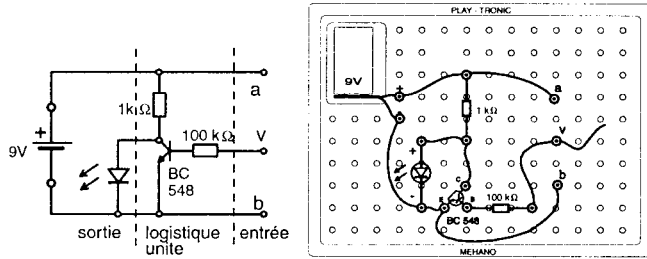 a
1kΩ
100 kΩ
V
+
9V
BC
548
b
sortie
logistique
unite
entrée
PLAY - TRONIC
9V
+
-
a
1 kΩ
V
+
c
b
100 kΩ
-
E
B
BC 548
MEHANO